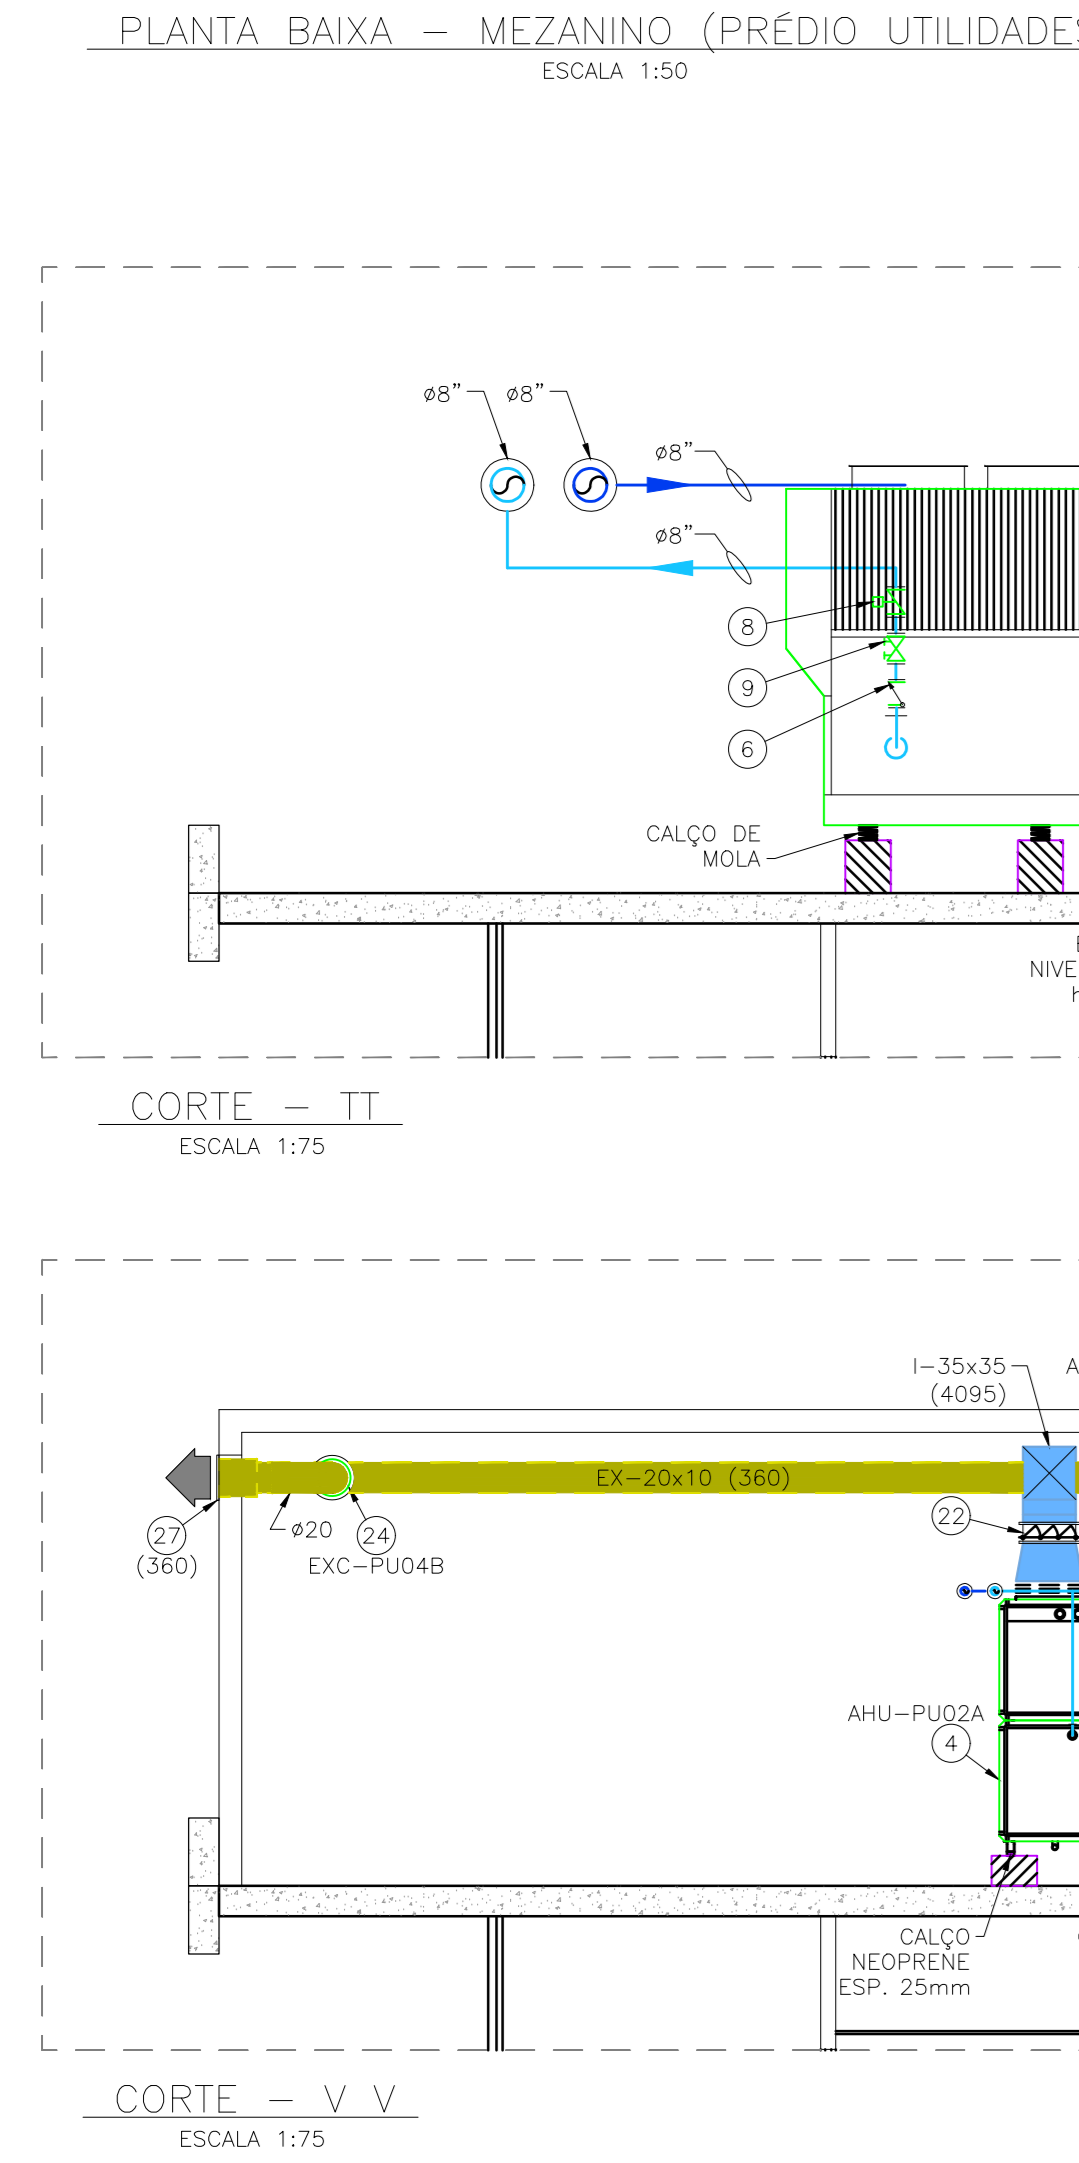 PLANTA BAIXA – MEZANINO (PRÉDIO UTILIDADES
ESCALA 1:50
ø8" ø8"
ø8"
ø8"
8
9
6
CALÇO DE
MOLA
NIVE
CORTE – TT
ESCALA 1:75
I–35x35
(4095)
A
EX–20x10 (360)
22
27
(360)
ø20
24
EXC–PU04B
AHU–PU02A
4
CALÇO
NEOPRENE
ESP. 25mm
CORTE – V V
ESCALA 1:75